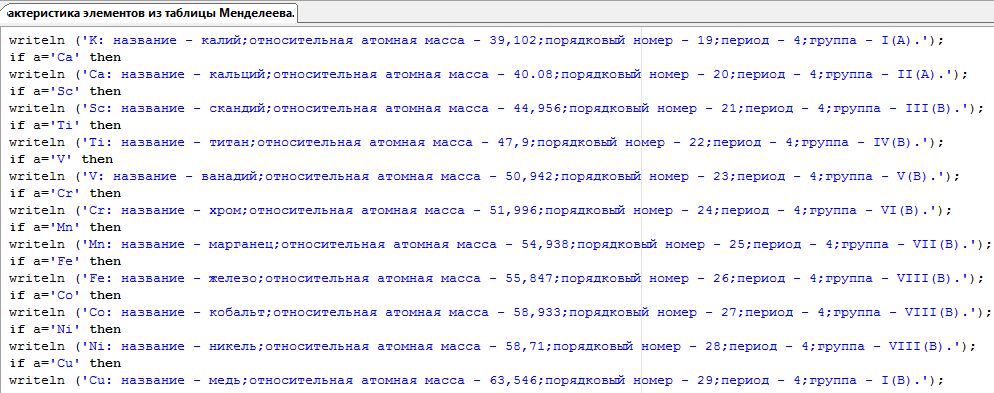 актеристика элементов из таблицы Менделеева.
writeln ('K: название - калий;относительная атомная масса - 39,102;порядковый номер - 19;период - 4;группа - I(A).');
if a='Ca' then
writeln ('Ca: название - кальций;относительная атомная масса - 40.08;порядковый номер - 20;период - 4;группа - II(A).');
if a='Sc' then
writeln ('Sc: название - скандий;относительная атомная масса - 44,956;порядковый номер - 21;период - 4;группа - III(B).');
if a='Ti' then
writeln ('Ti: название - титан;относительная атомная масса - 47,9;порядковый номер - 22;период - 4;группа - IV(B).');
if a='V' then
writeln ('V: название - ванадий;относительная атомная масса - 50,942;порядковый номер - 23;период - 4;группа - V(B).');
if a='Cr' then
writeln ('Cr: название - хром;относительная атомная масса - 51,996;порядковый номер - 24;период - 4;группа - VI(B).');
if a='Mn' then
writeln ('Mn: название - марганец;относительная атомная масса - 54,938;порядковый номер - 25;период - 4;группа - VII(B).');
if a='Fe' then
writeln ('Fe: название - железо;относительная атомная масса - 55,847;порядковый номер - 26;период - 4;группа - VIII(B).');
if a='Co' then
writeln ('Co: название - кобальт;относительная атомная масса - 58,933;порядковый номер - 27;период - 4;группа - VIII(B).');
if a='Ni' then
writeln ('Ni: название - никель;относительная атомная масса - 58,71;порядковый номер - 28;период - 4;группа - VIII(B).');
if a='Cu' then
writeln ('Cu: название - медь;относительная атомная масса - 63,546;порядковый номер - 29;период - 4;группа - I(B).');